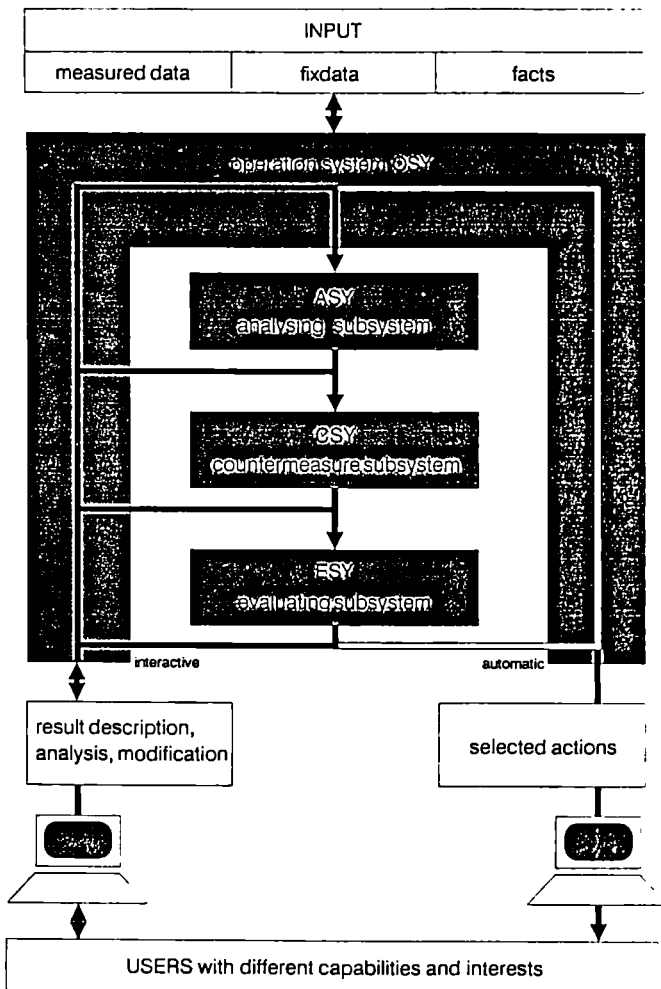 INPUT
measured data fixdata facts
operation system OSY
ASY
analysing subsystem
CSY
countermeasure subsystem
ESY
evaluating subsystem
interactive automatic
result description,
analysis, modification
selected actions
USERS with different capabilities and interests